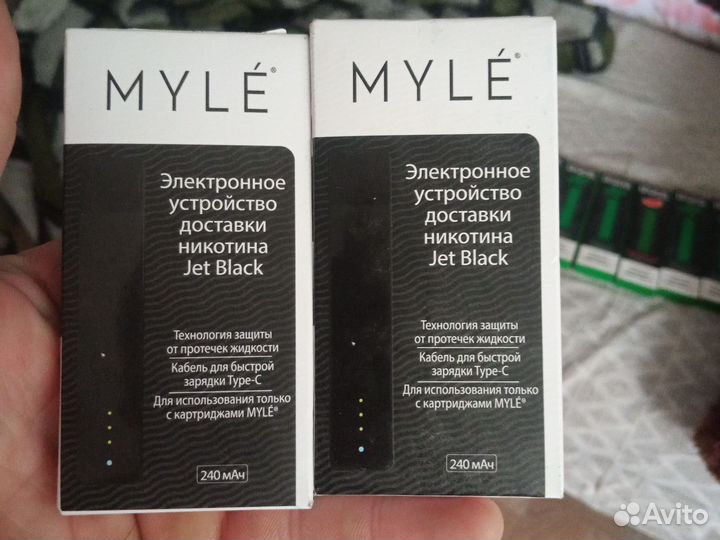 MYLÉ®
Электронное
устройство
доставки
никотина
Jet Black
Технология защиты
от протечек жидкости
Кабель для быстрой
зарядки Type-C
Для использования только
с картриджами MYLÉ®
240 мАч
MYLÉ®
Электронное
устройство
доставки
никотина
Jet Black
Технология защиты
от протечек жидкости
Кабель для быстрой
зарядки Type-C
Для использования только
с картриджами MYLÉ®
240 мАч
Avito